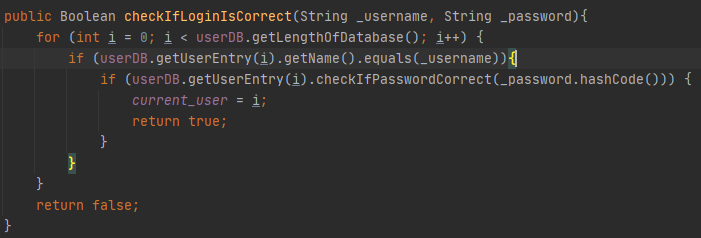 public Boolean checkIfLoginIsCorrect(String _username, String _password){
    for (int i = 0; i < userDB.getLengthOfDatabase(); i++) {
        if (userDB.getUserEntry(i).getName().equals(_username)){
            if (userDB.getUserEntry(i).checkIfPasswordCorrect(_password.hashCode())) {
                current_user = i;
                return true;
            }
        }
    }
    return false;
}